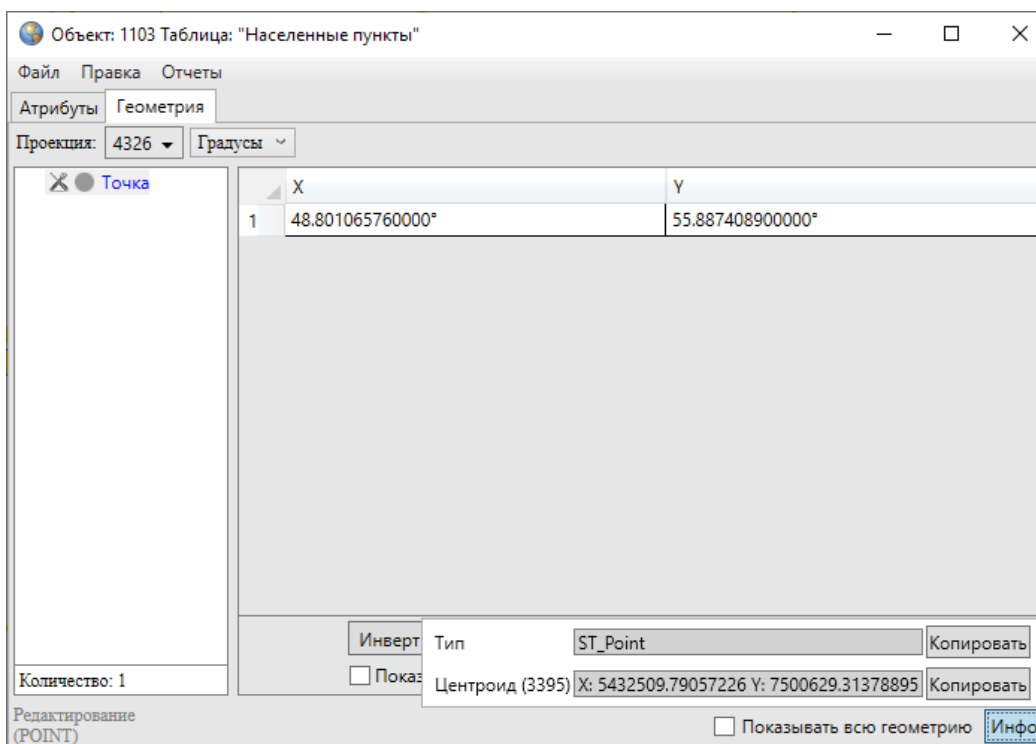 Объект: 1103 Таблица: "Населенные пункты"
Файл Правка Отчеты
Атрибуты Геометрия
Проекция: 4326 Градусы
Точка
X Y
1 48.801065760000° 55.887408900000°
Инверт
Тип ST_Point Копировать
Показ
Центроид (3395) X: 5432509.79057226 Y: 7500629.31378895 Копировать
Количество: 1
Редактирование
(POINT)
Показывать всю геометрию Инфо